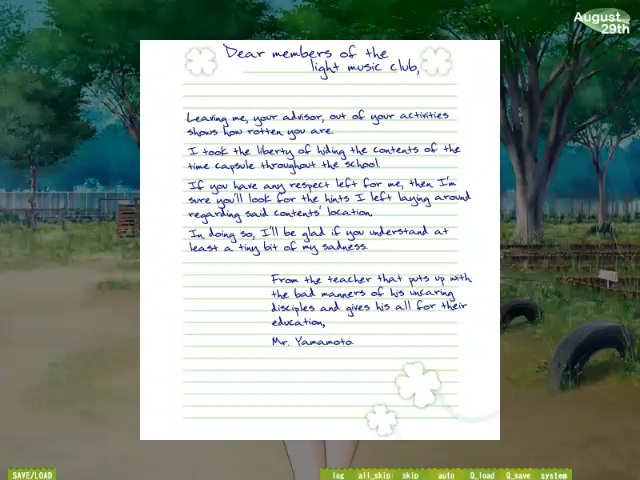 August
29th
Dear members of the
light music club,
Leaving me, your advisor, out of your activities
shows how rotten you are.
I took the liberty of hiding the contents of the
time capsule throughout the school.
If you have any respect left for me, then I'm
sure you'll look for the hints I left laying around
regarding said contents' location.
In doing so, I'll be glad if you understand at
least a tiny bit of my sadness.
From the teacher that puts up with
the bad manners of his uncaring
disciples and gives his all for their
education,
Mr. Yamamoto
SAVE/LOAD
log all_skip skip auto Q_load Q_save system